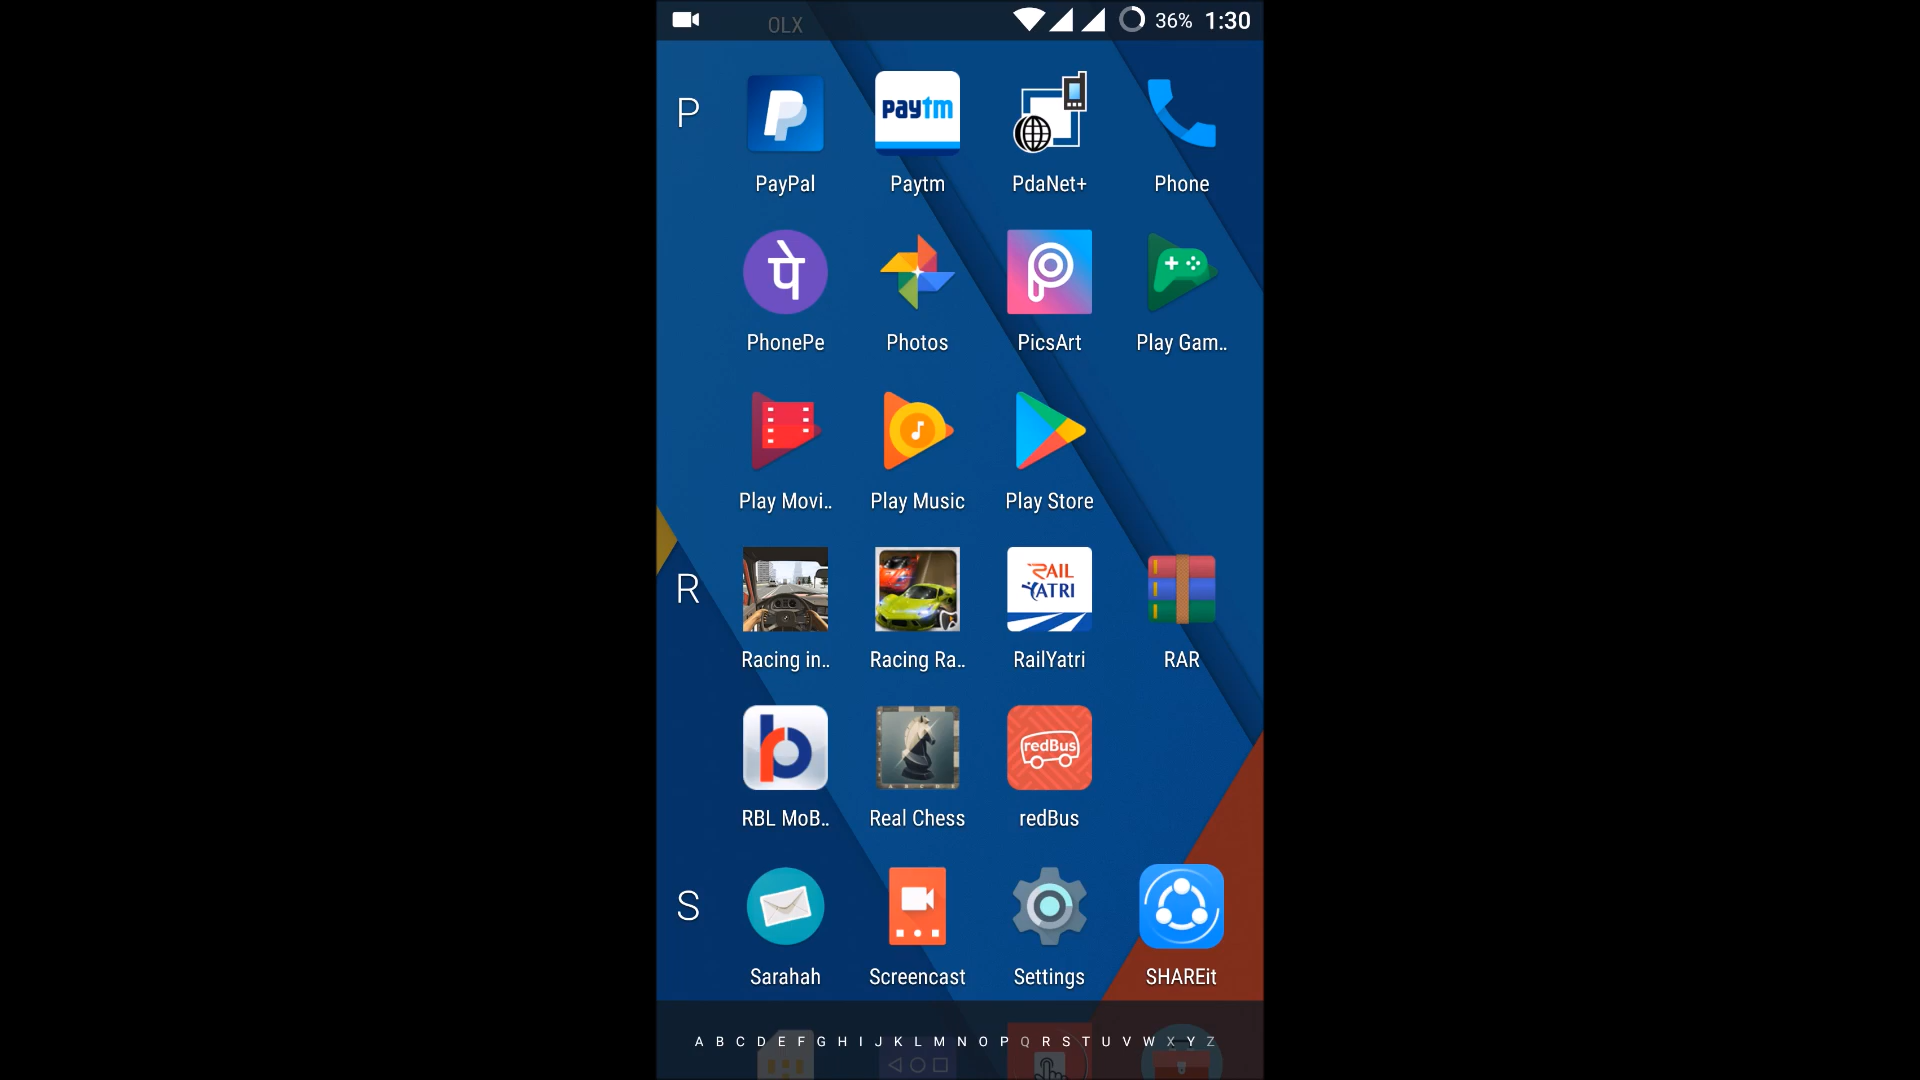 OLX 36% 1:30
P
paytm
PayPal Paytm PdaNet+ Phone
पे
PhonePe Photos PicsArt Play Gam..
Play Movi.. Play Music Play Store
R
RAIL
YATRI
Racing in.. Racing Ra.. RailYatri RAR
redBus
RBL MoB.. Real Chess redBus
S
Sarahah Screencast Settings SHAREit
A B C D E F G H I J K L M N O P Q R S T U V W X Y Z